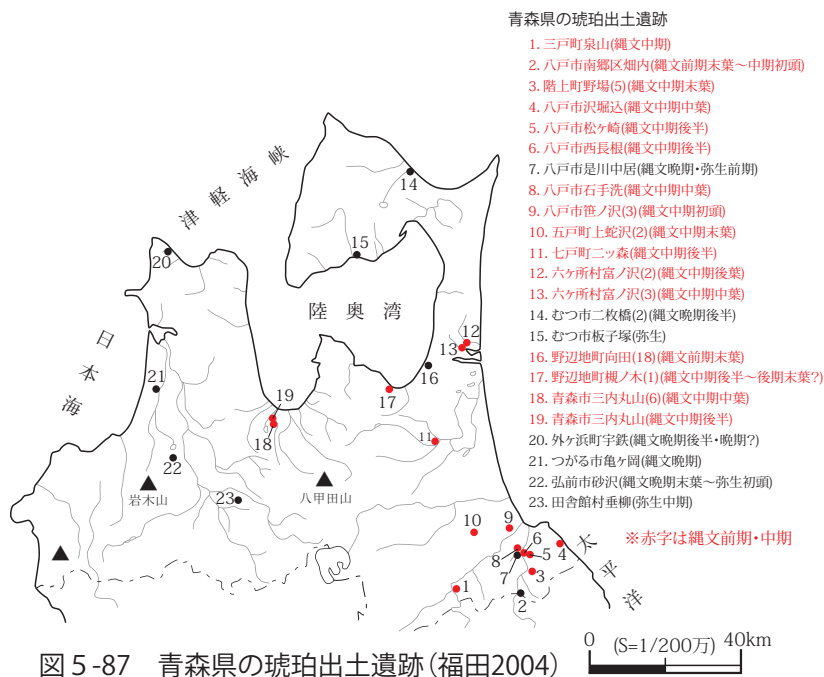 青森県の琥珀出土遺跡
1. 三戸町泉山(縄文中期)
2. 八戸市南郷区畑内(縄文前期末葉～中期初頭)
3. 階上町野場(5)(縄文中期末葉)
4. 八戸市沢堀込(縄文中期中葉)
5. 八戸市松ヶ崎(縄文中期後半)
6. 八戸市西長根(縄文中期後半)
7. 八戸市是川中居(縄文晩期・弥生前期)
8. 八戸市石手洗(縄文中期中葉)
9. 八戸市笹ノ沢(3)(縄文中期初頭)
10. 五戸町上蛇沢(2)(縄文中期末葉)
11. 七戸町二ッ森(縄文中期後半)
12. 六ヶ所村富ノ沢(2)(縄文中期後葉)
13. 六ヶ所村富ノ沢(3)(縄文中期中葉)
14. むつ市二枚橋(2)(縄文晩期後半)
15. むつ市板子塚(弥生)
16. 野辺地町向田(18)(縄文前期末葉)
17. 野辺地町槻ノ木(1)(縄文中期後半～後期末葉?)
18. 青森市三内丸山(6)(縄文中期中葉)
19. 青森市三内丸山(縄文中期後半)
20. 外ヶ浜町宇鉄(縄文晩期後半・晩期?)
21. つがる市亀ヶ岡(縄文晩期)
22. 弘前市砂沢(縄文晩期末葉～弥生初頭)
23. 田舎館村垂柳(弥生中期)
※赤字は縄文前期・中期
津軽海峡
日本海
陸奥湾
太平洋
岩木山
八甲田山
14
15
20
12
13
16
17
21
19
18
11
22
23
10
9
6
8
5
4
7
3
1
2
図5-87 青森県の琥珀出土遺跡(福田2004)
0 (S=1/200万) 40km